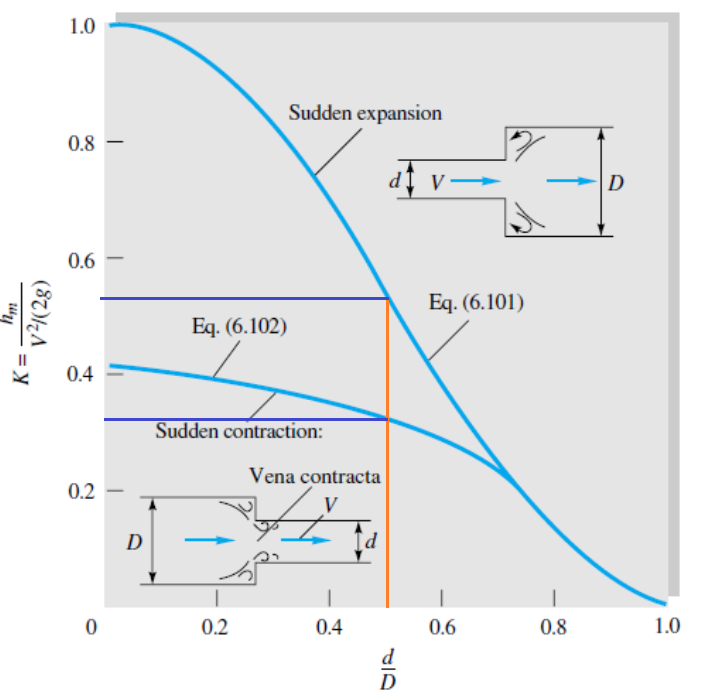 1.0
Sudden expansion
0.8
d
V
D
0.6
K = hₘ / V²/(2g)
Eq. (6.101)
Eq. (6.102)
0.4
Sudden contraction:
Vena contracta
0.2
V
D
d
0
0.2
0.4
0.6
0.8
1.0
d
D